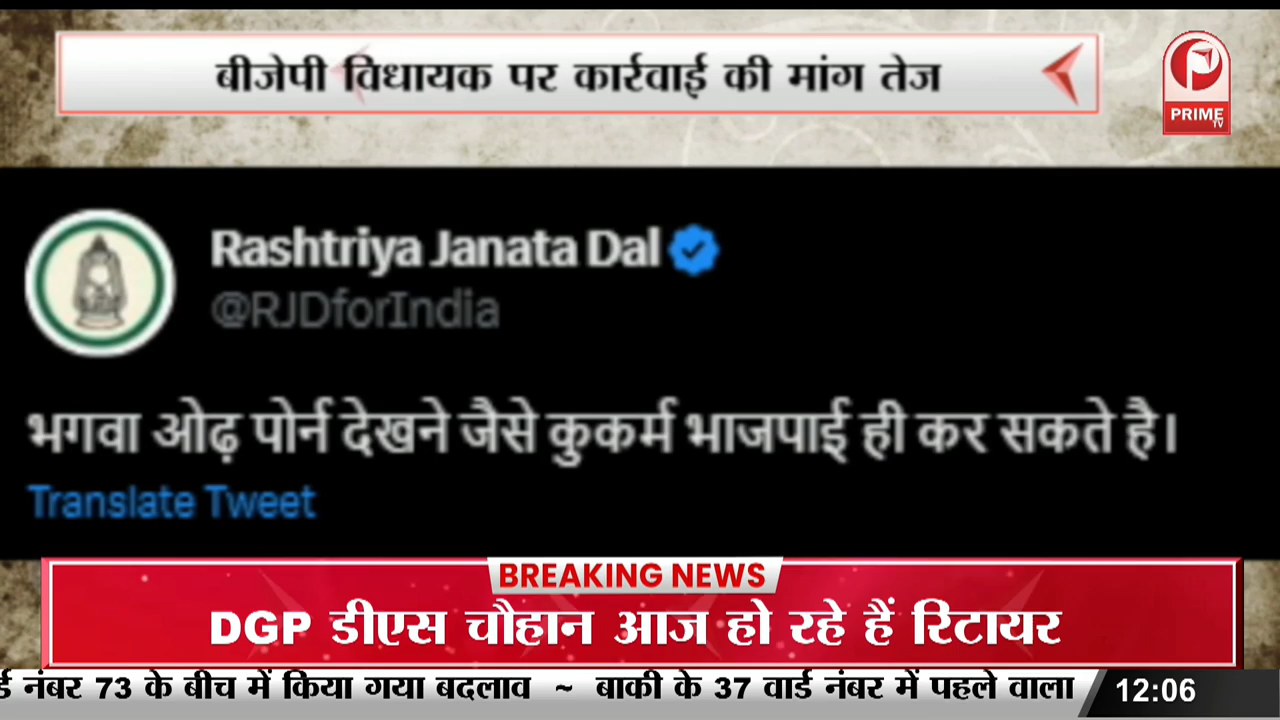 बीजेपी विधायक पर कार्रवाई की मांग तेज
PRIME
TV
Rashtriya Janata Dal
@RJDforIndia
भगवा ओढ़ पोर्न देखने जैसे कुकर्म भाजपाई ही कर सकते है।
Translate Tweet
BREAKING NEWS
DGP डीएस चौहान आज हो रहे हैं रिटायर
नंबर 73 के बीच में किया गया बदलाव ~ बाकी के 37 वार्ड नंबर में पहले वाला
12:06